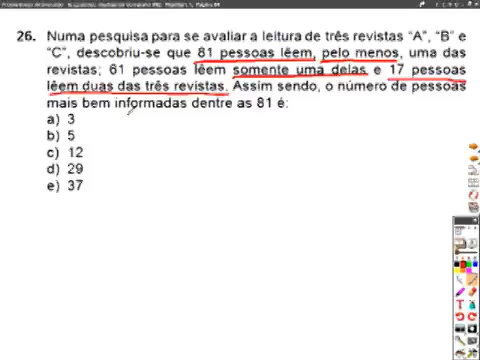 26. Numa pesquisa para se avaliar a leitura de três revistas “A”, “B” e
“C”, descobriu-se que 81 pessoas lêem, pelo menos, uma das
revistas; 61 pessoas lêem somente uma delas e 17 pessoas
lêem duas das três revistas. Assim sendo, o número de pessoas
mais bem informadas dentre as 81 é:
a) 3
b) 5
c) 12
d) 29
e) 37